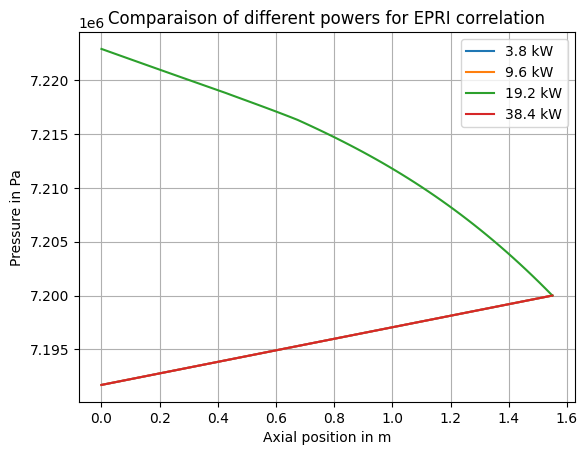 Comparaison of different powers for EPRI correlation
1e6
3.8 kW
9.6 kW
19.2 kW
38.4 kW
7.220
7.215
7.210
7.205
7.200
7.195
Pressure in Pa
0.0 0.2 0.4 0.6 0.8 1.0 1.2 1.4 1.6
Axial position in m